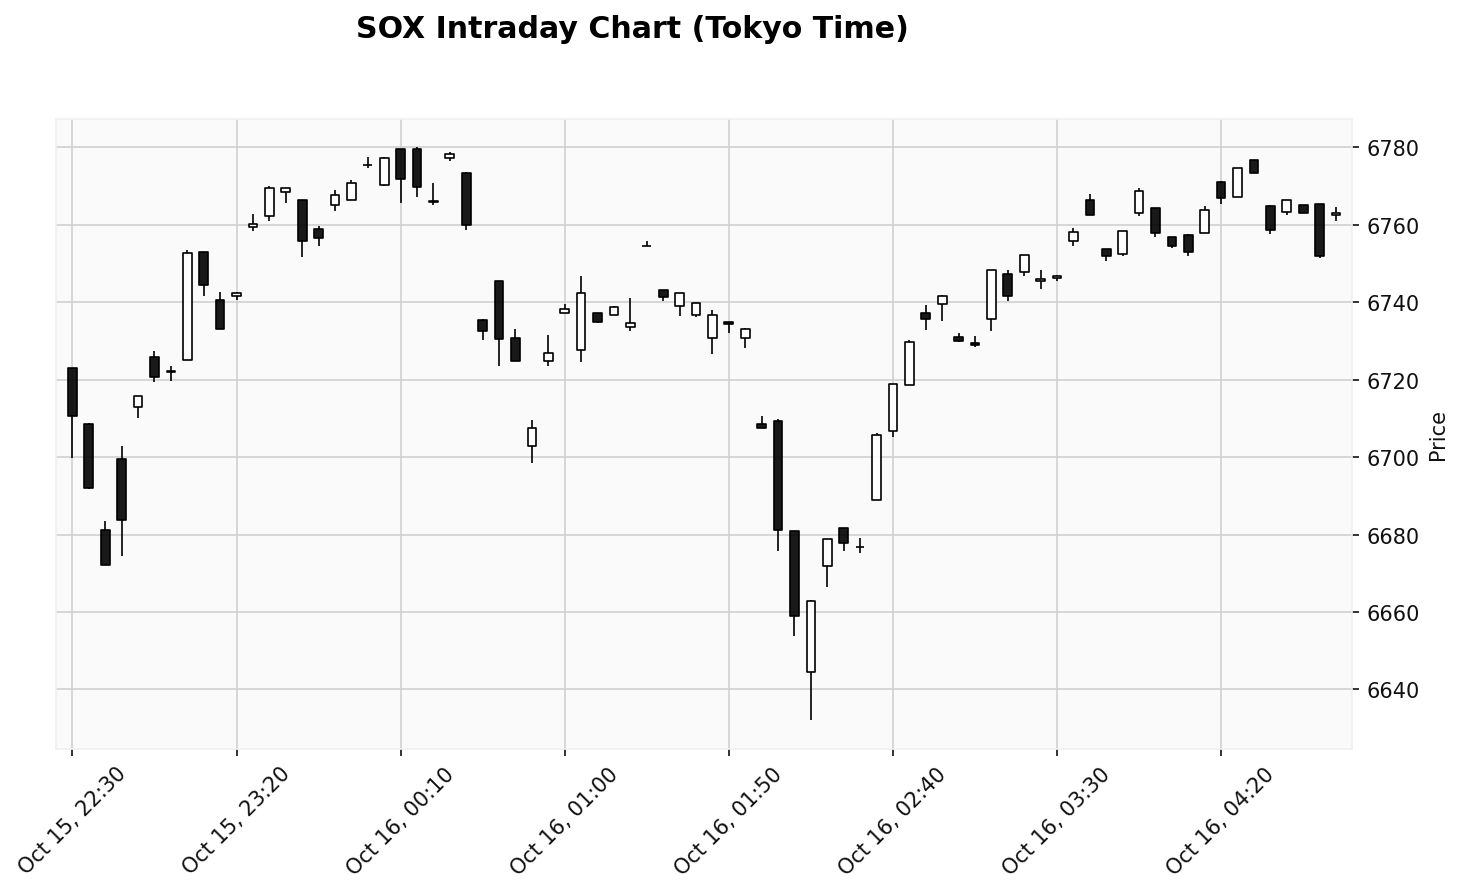 SOX Intraday Chart (Tokyo Time)
6780
6760
6740
6720
6700
6680
6660
6640
Price
Oct 15, 22:30
Oct 15, 23:20
Oct 16, 00:10
Oct 16, 01:00
Oct 16, 01:50
Oct 16, 02:40
Oct 16, 03:30
Oct 16, 04:20